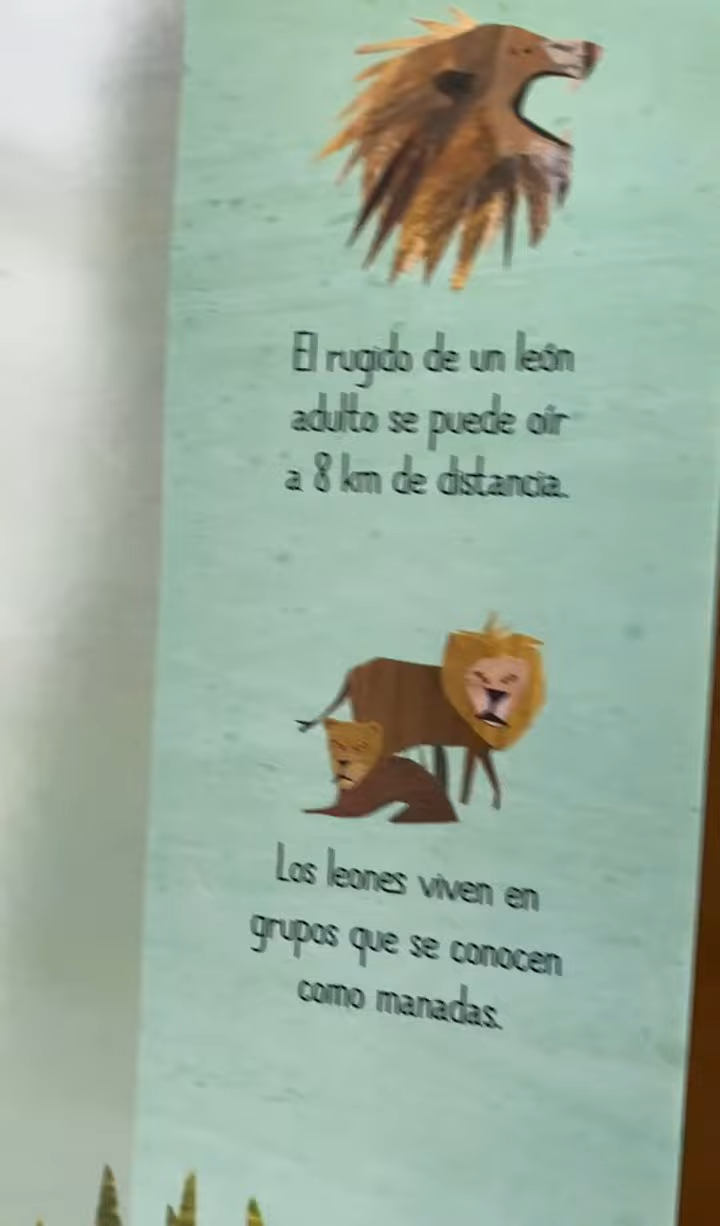 El rugido de un león
adulto se puede oír
a 8 km de distancia.
Los leones viven en
grupos que se conocen
como manadas.